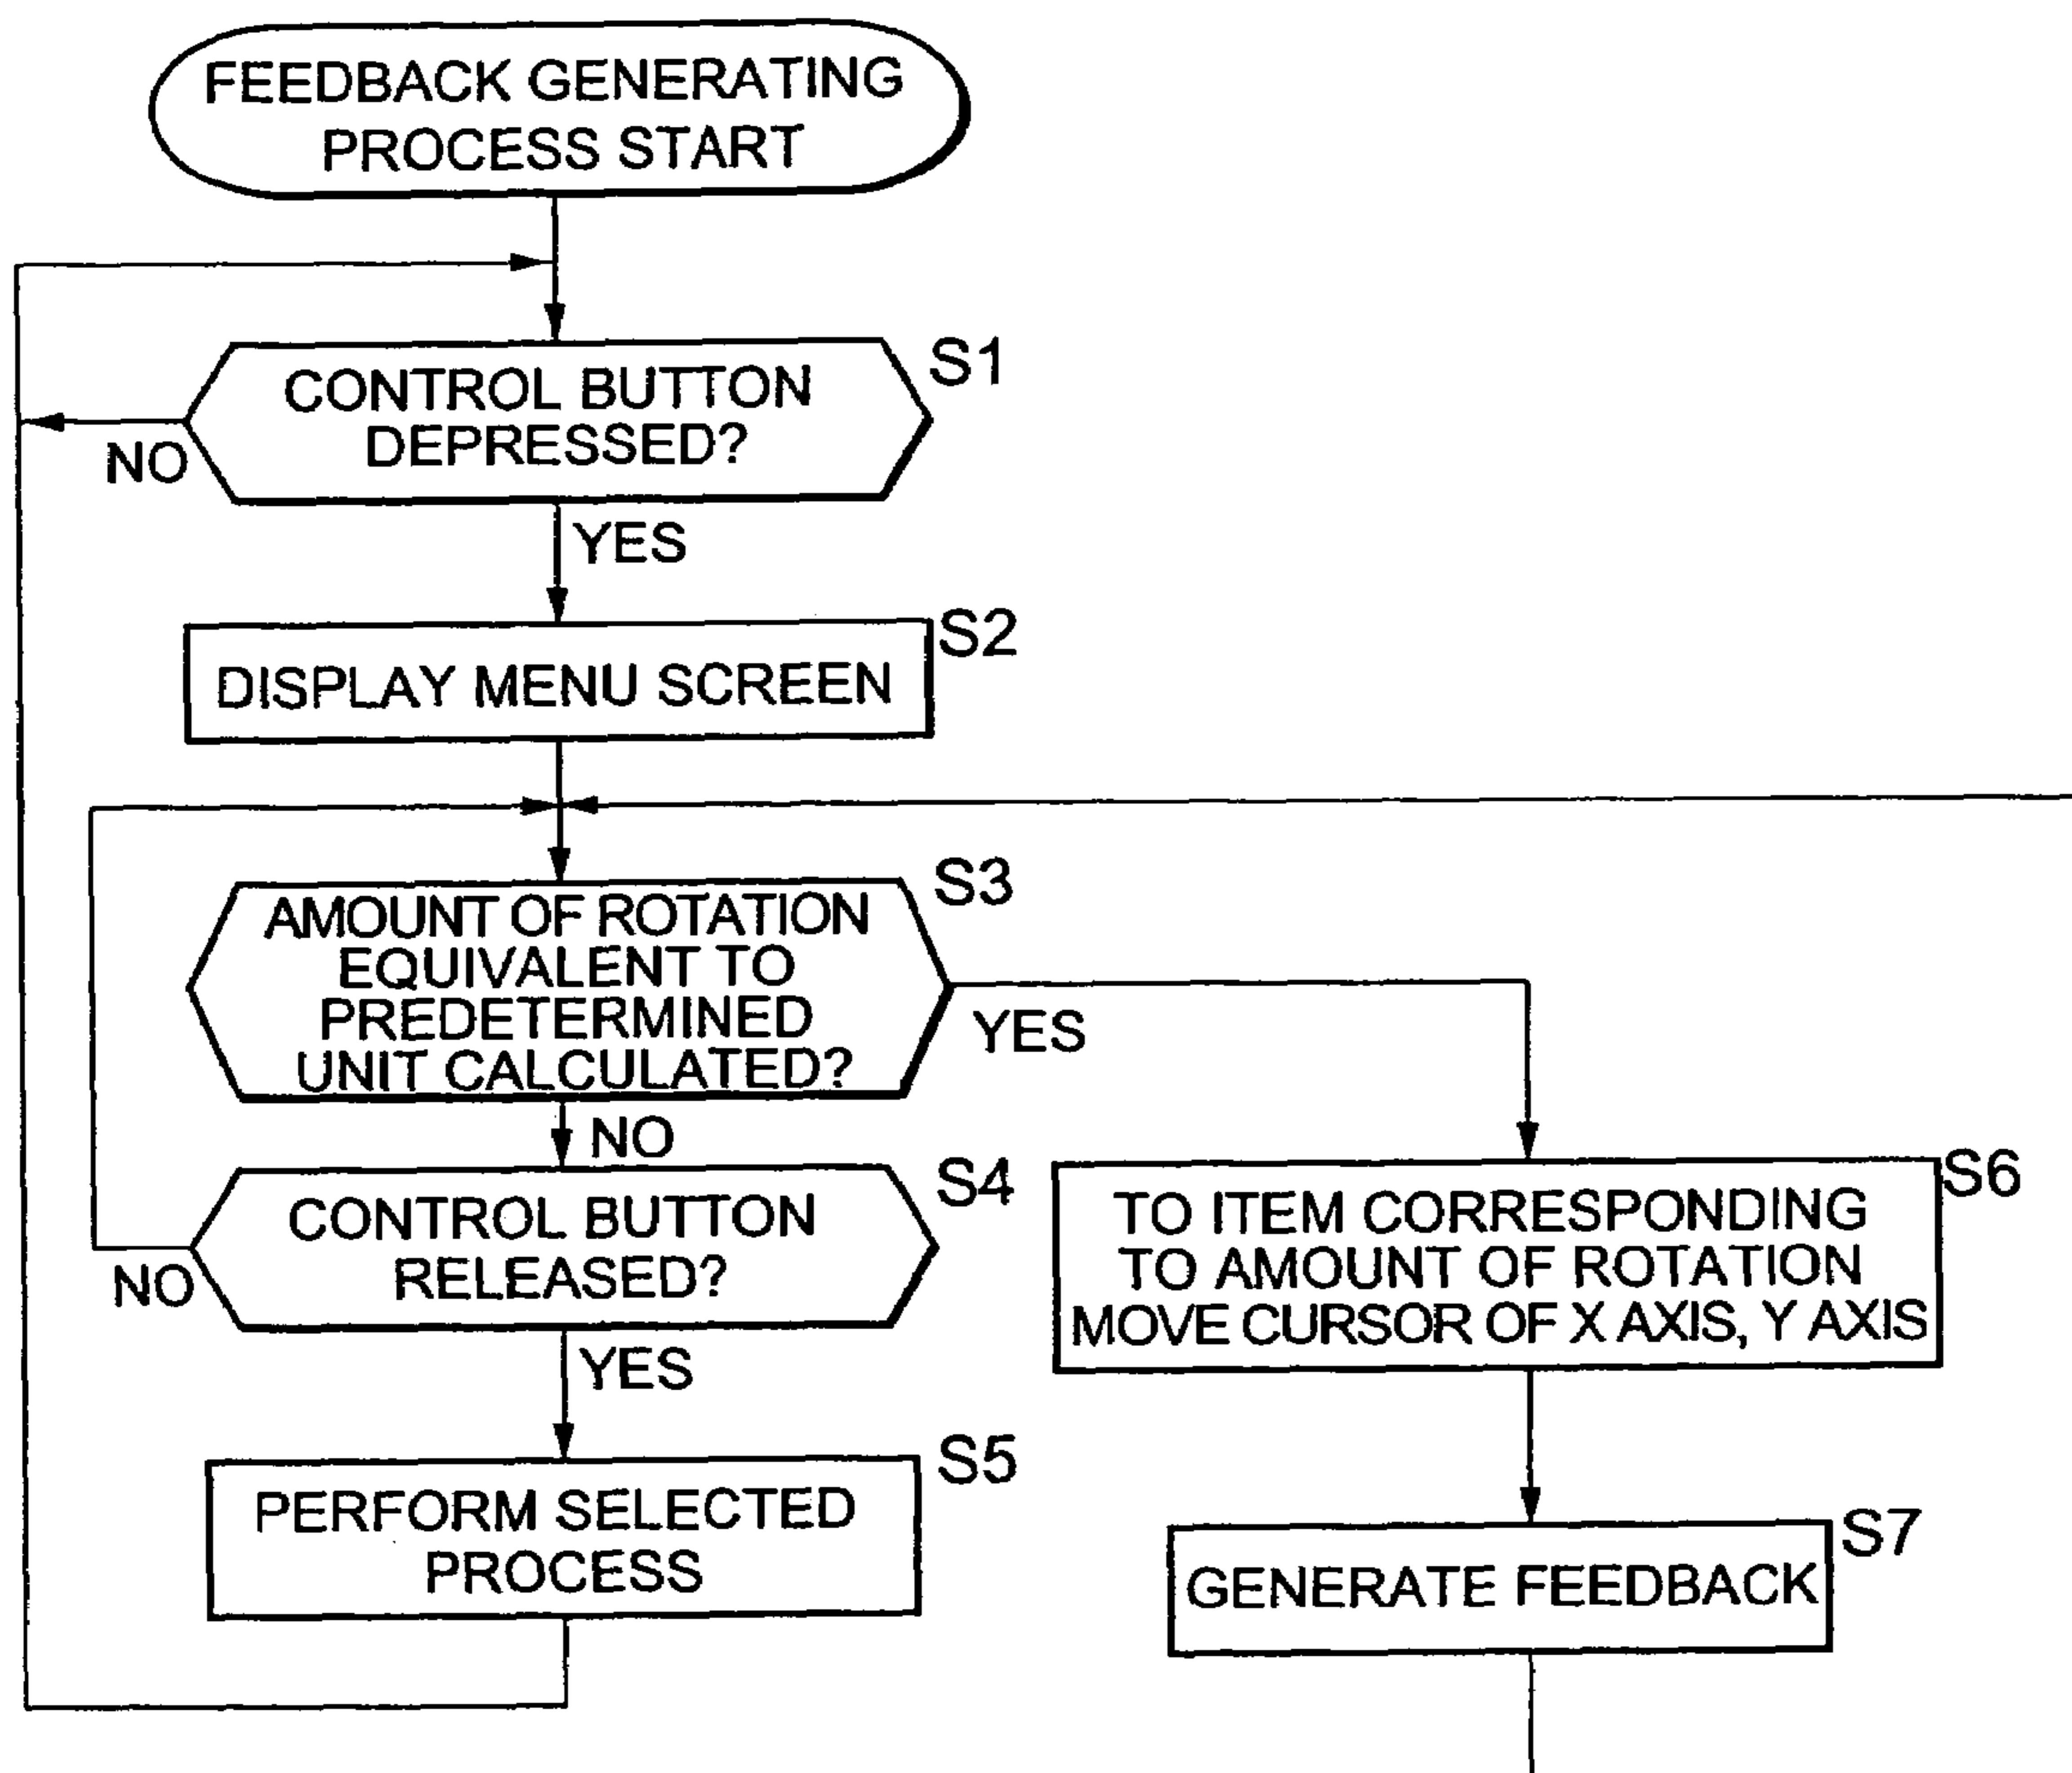 FEEDBACK GENERATING
PROCESS START
S1
CONTROL BUTTON
DEPRESSED?
NO
YES
S2
DISPLAY MENU SCREEN
S3
AMOUNT OF ROTATION
EQUIVALENT TO
PREDETERMINED
UNIT CALCULATED?
YES
NO
S4
CONTROL BUTTON
RELEASED?
NO
YES
S5
PERFORM SELECTED
PROCESS
S6
TO ITEM CORRESPONDING
TO AMOUNT OF ROTATION
MOVE CURSOR OF X AXIS, Y AXIS
S7
GENERATE FEEDBACK